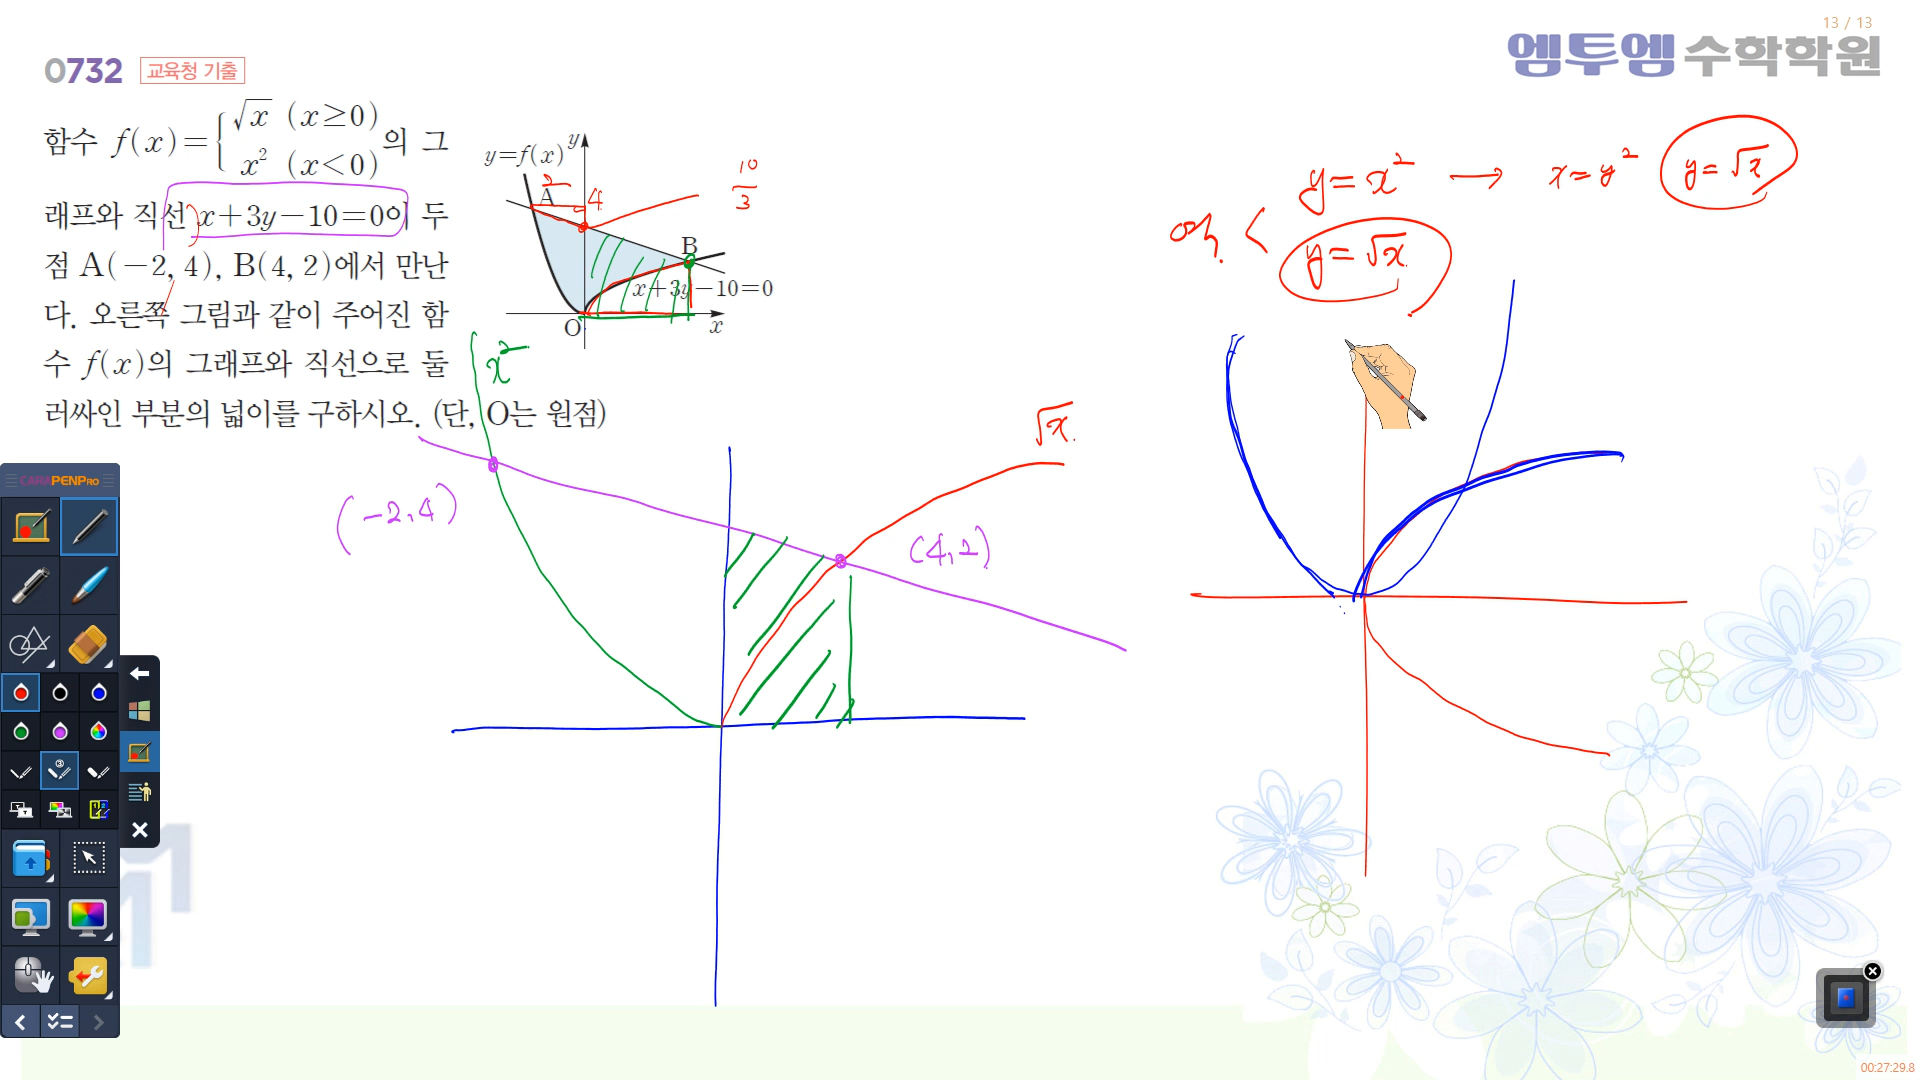 13 / 13
엠투엠 수학학원
0732 교육청 기출
함수 f(x)={ √x (x≥0) 의 그
x² (x<0)
래프와 직선 x+3y-10=0이 두
점 A(-2, 4), B(4, 2)에서 만난
다. 오른쪽 그림과 같이 주어진 함
수 f(x)의 그래프와 직선으로 둘
러싸인 부분의 넓이를 구하시오. (단, O는 원점)
y=f(x) y
2
A
4
10/3
B
x+3y-10=0
O x
y=x² → x=y² y=√x
y=√x
x²
√x
(-2,4)
(4,2)
CARAPENPRO
00:27:29.8